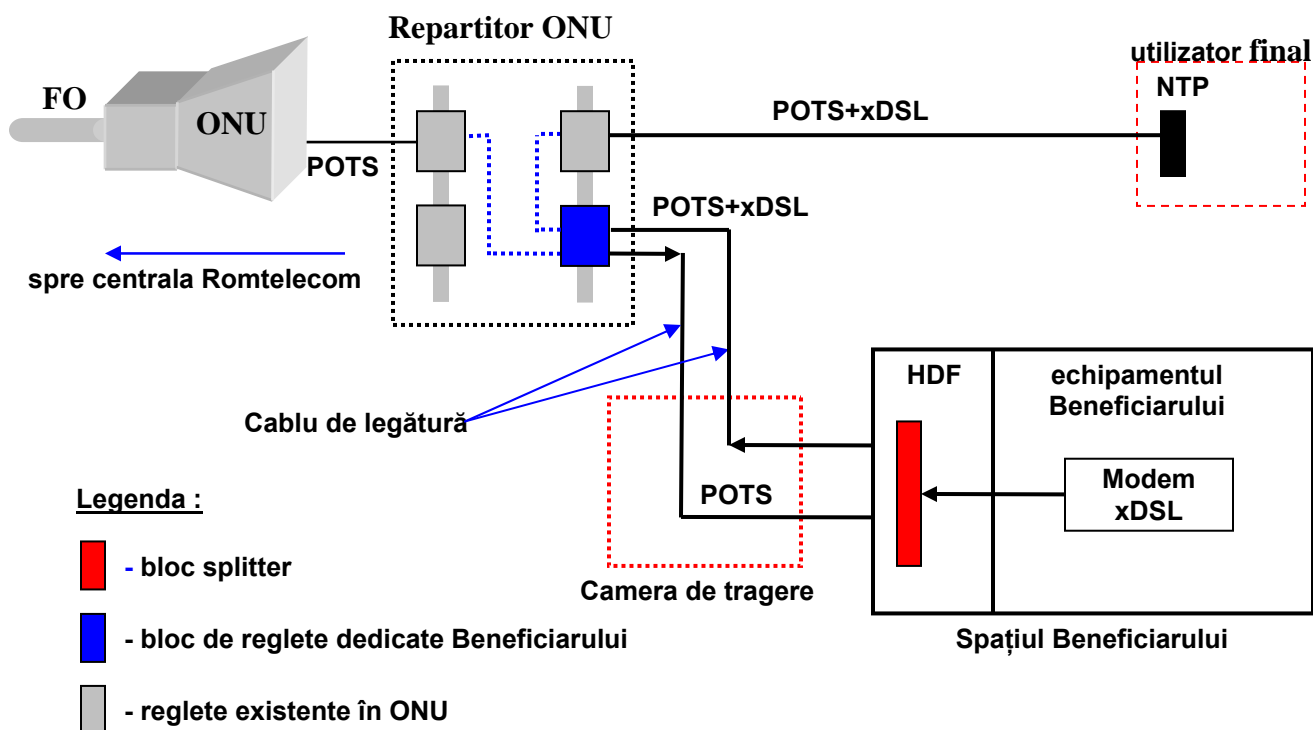 Repartitor ONU
utilizator final
NTP
FO
ONU
POTS
POTS+xDSL
POTS+xDSL
spre centrala Romtelecom
HDF
echipamentul
Beneficiarului
Cablu de legătură
Modem
xDSL
POTS
Legenda :
- bloc splitter
Camera de tragere
- bloc de reglete dedicate Beneficiarului
Spațiul Beneficiarului
- reglete existente în ONU